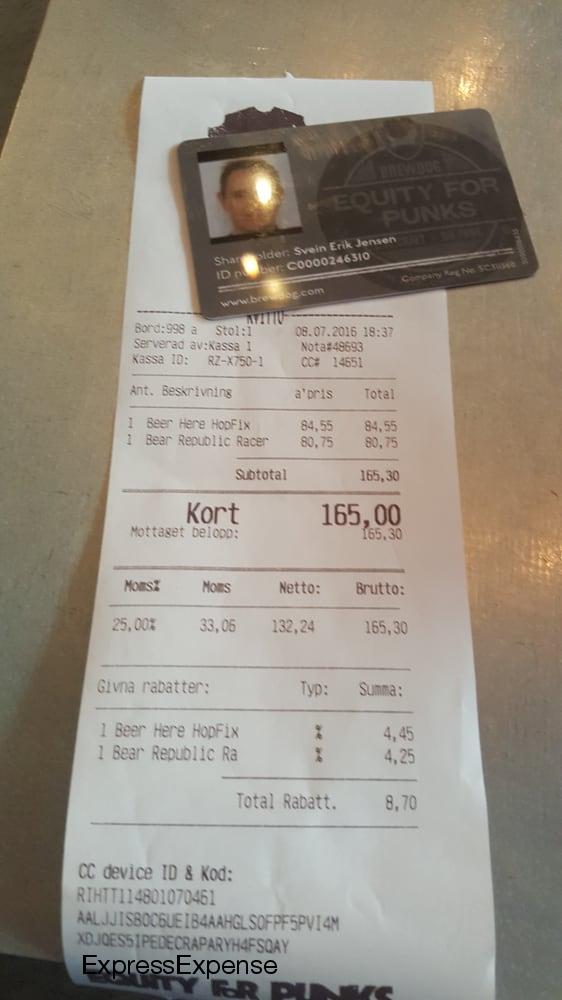 BREWDOG
EQUITY FOR
PUNKS
Shareholder: Svein Erik Jensen
ID number: C0000246310
Company Reg No SC311560
www.brewdog.com
KVITTO
Bord:998 a Stol:1 08.07.2016 18:37
Serverad av:Kassa 1 Nota#48693
Kassa ID: RZ-X750-1 CC# 14651
Ant. Beskrivning a'pris Total
1 Beer Here HopFix 84,55 84,55
1 Bear Republic Racer 80,75 80,75
Subtotal 165,30
Kort 165,00
Mottaget belopp: 165,30
Moms% Moms Netto: Brutto:
25,00% 33,06 132,24 165,30
Givna rabatter: Typ: Summa:
1 Beer Here HopFix % 4,45
1 Bear Republic Ra % 4,25
Total Rabatt. 8,70
CC device ID & Kod:
RIHTT114801070461
AALJJISBOC6UEIB4AAHGLSOFPF5PVI4M
XDJQES5IPEDECRAPARYH4FSQAY
ExpressExpense
EQUITY FOR PUNKS